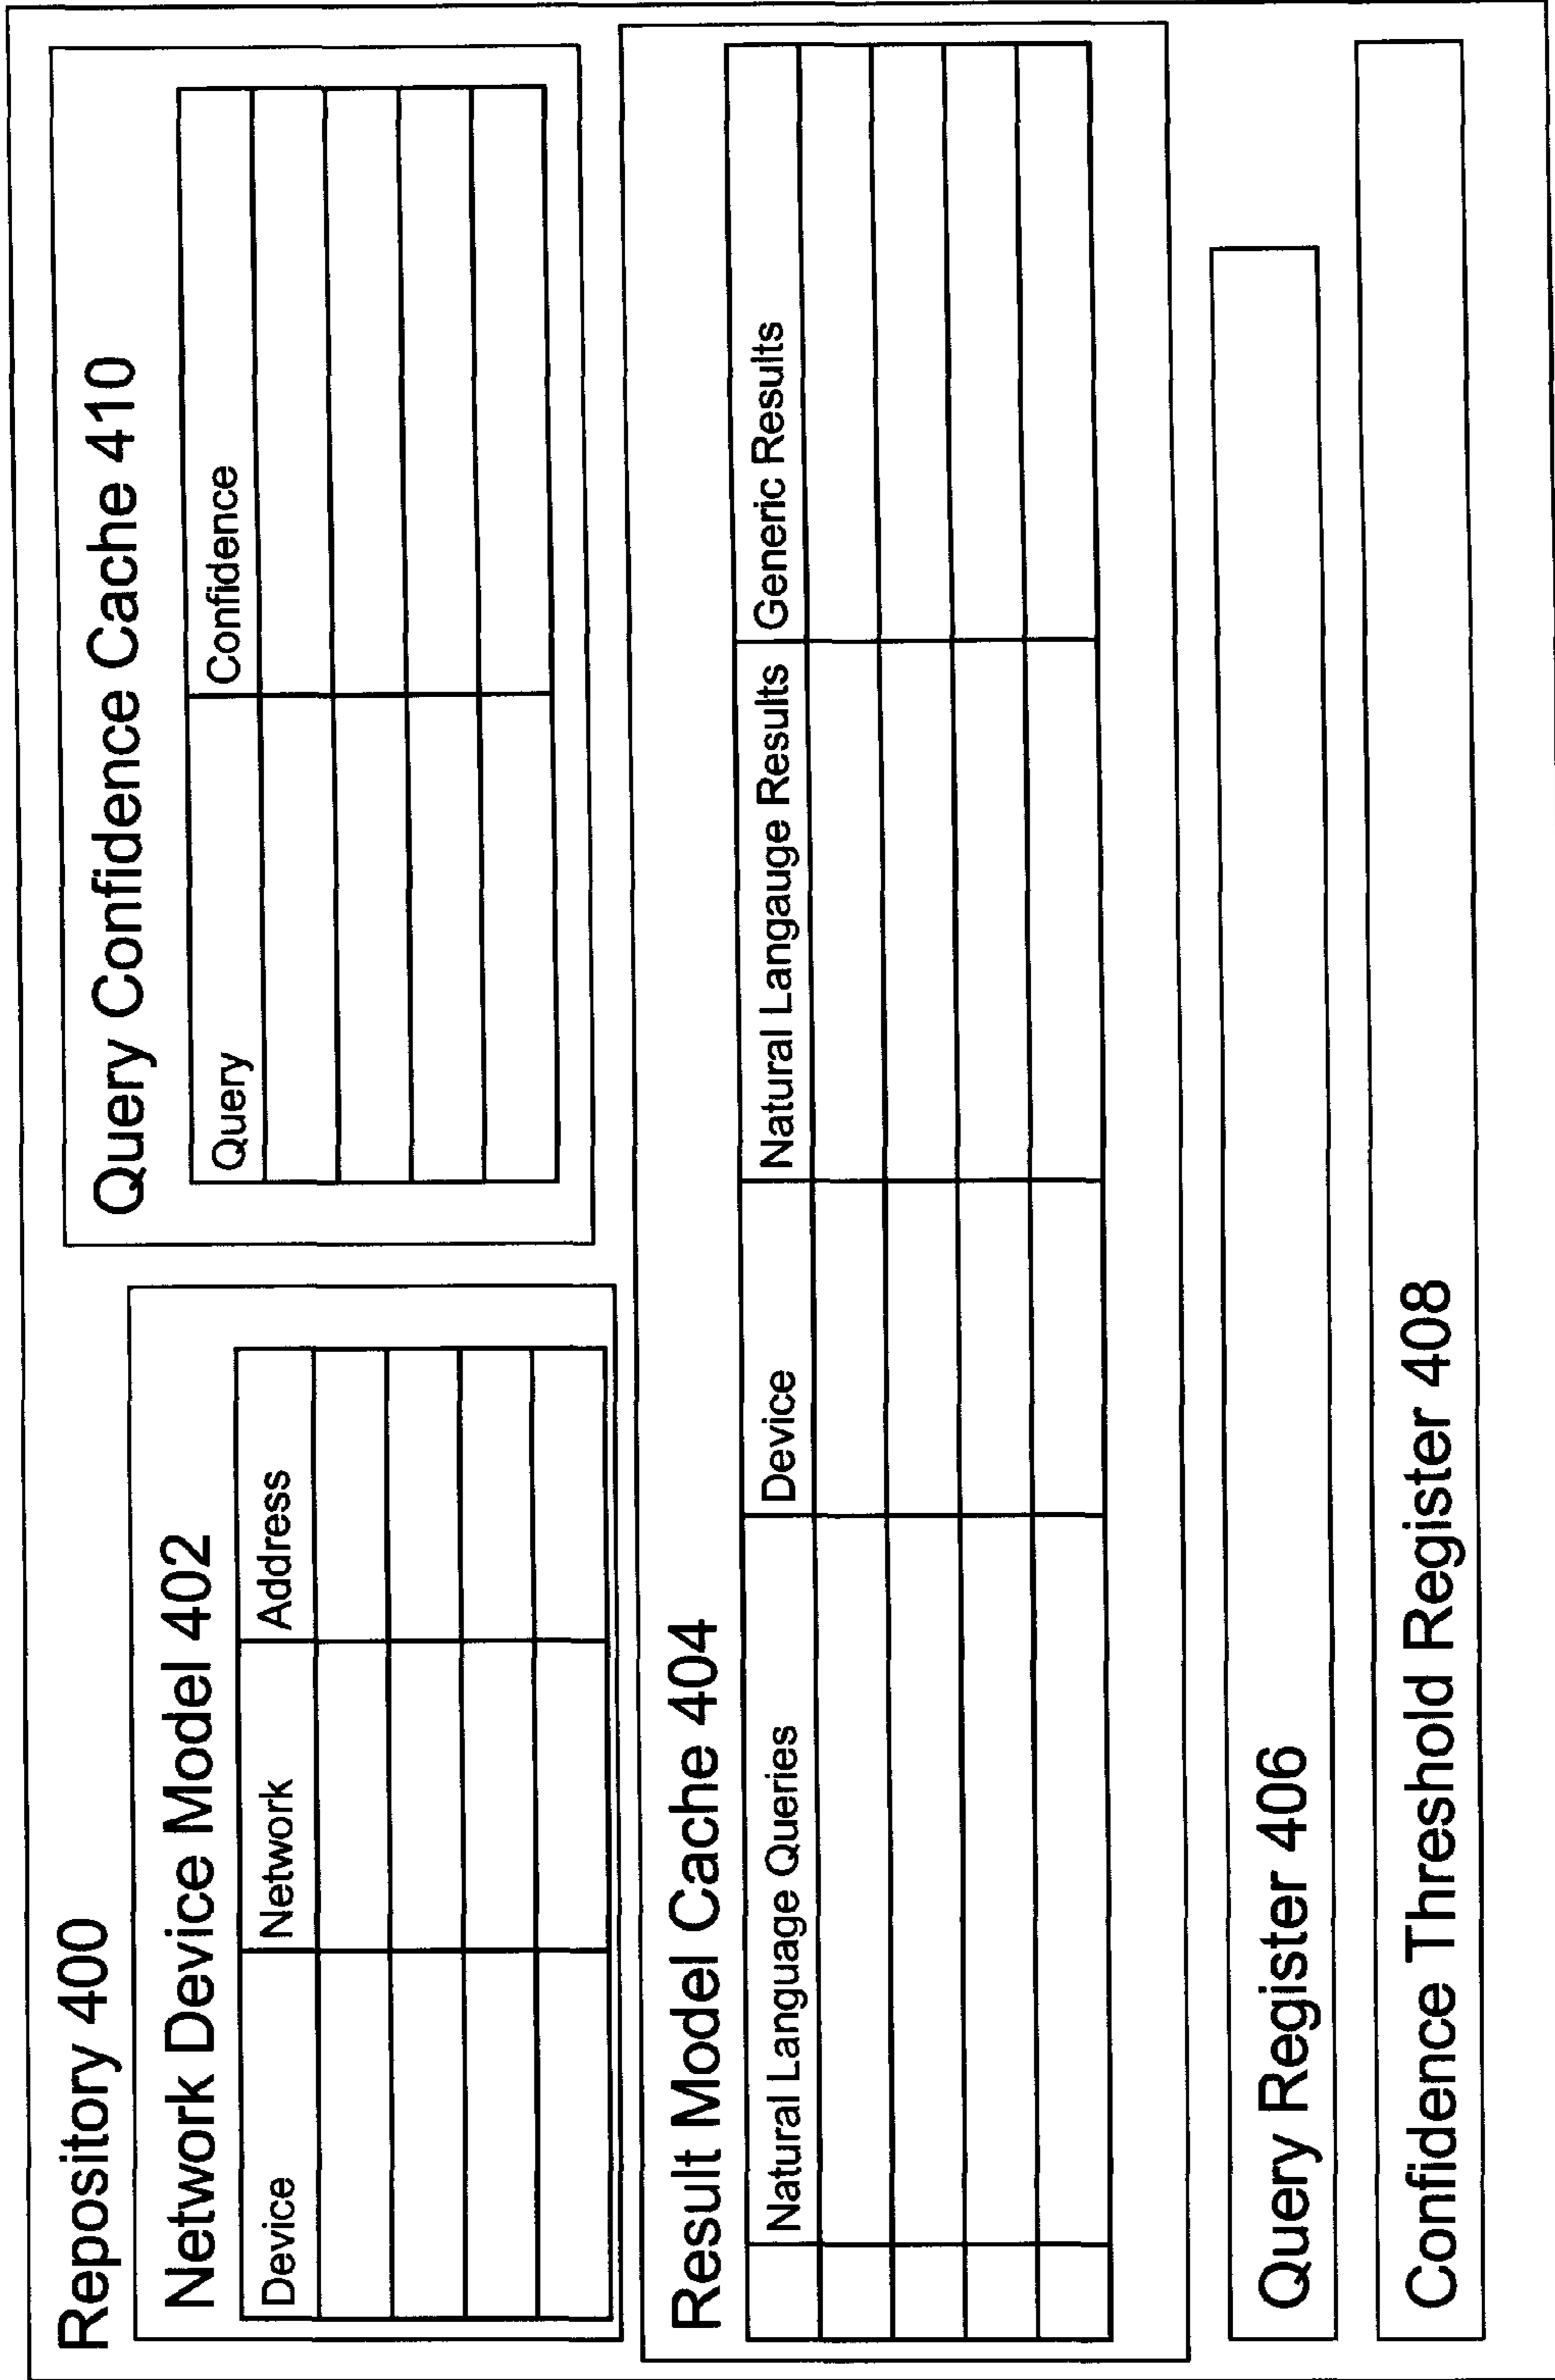 Repository 400
Query Confidence Cache 410
Query Confidence
Network Device Model 402
Device Network Address
Result Model Cache 404
Natural Language Queries Device Natural Langauge Results Generic Results
Query Register 406
Confidence Threshold Register 408